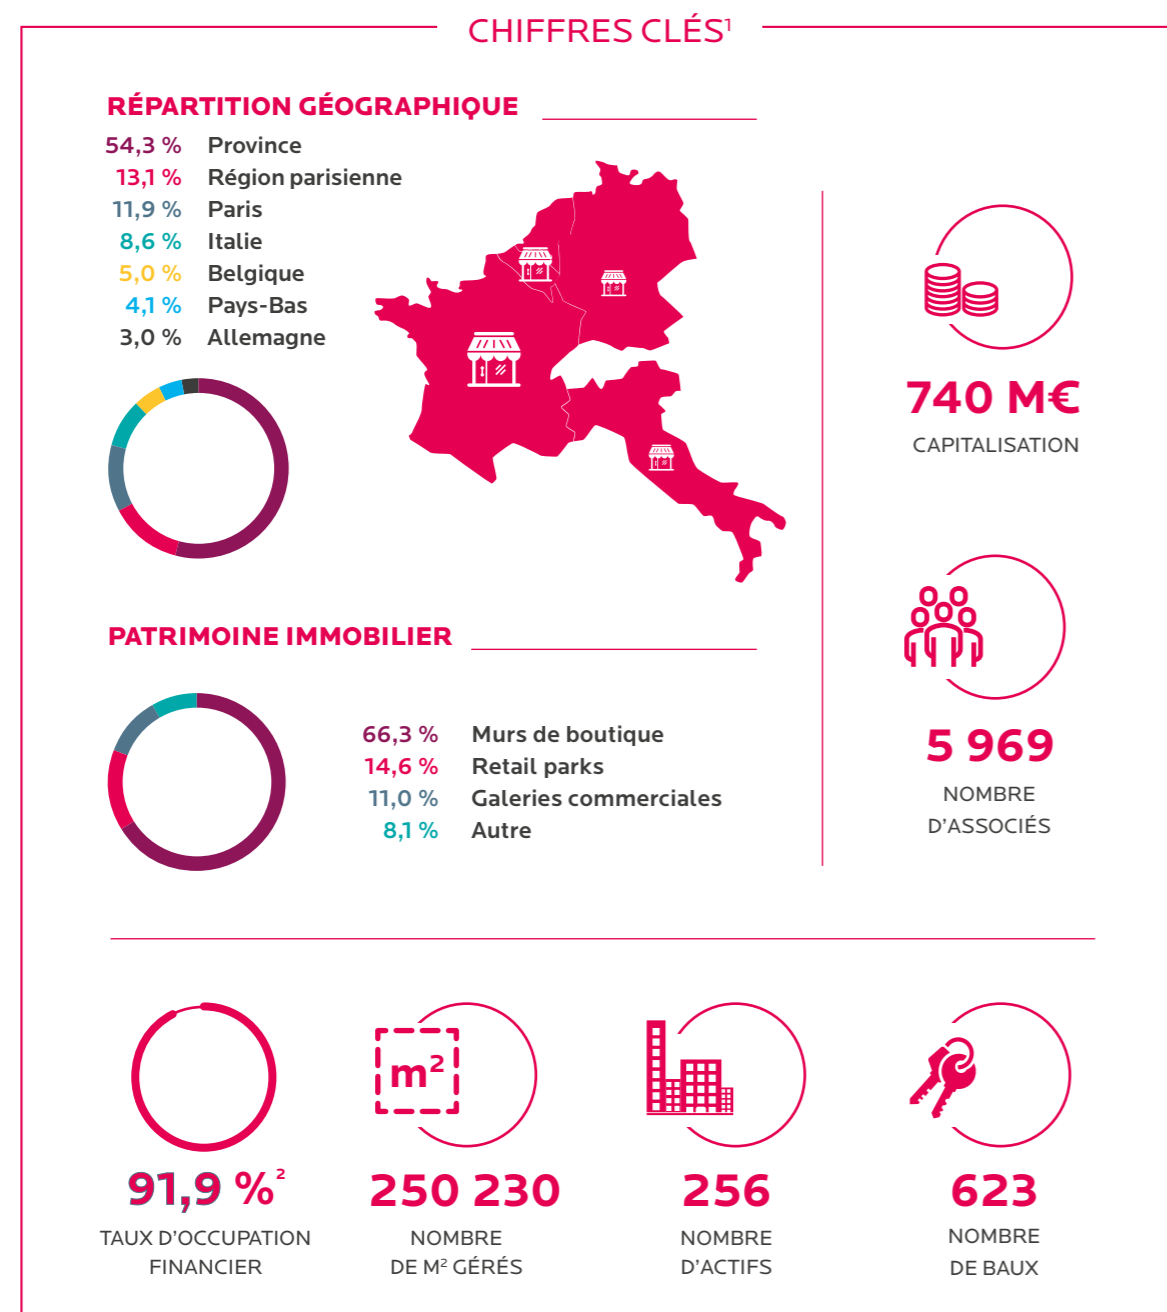 CHIFFRES CLÉS¹
RÉPARTITION GÉOGRAPHIQUE
54,3 % Province
13,1 % Région parisienne
11,9 % Paris
8,6 % Italie
5,0 % Belgique
4,1 % Pays-Bas
3,0 % Allemagne
740 M€
CAPITALISATION
5 969
NOMBRE
D’ASSOCIÉS
PATRIMOINE IMMOBILIER
66,3 % Murs de boutique
14,6 % Retail parks
11,0 % Galeries commerciales
8,1 % Autre
91,9 %²
TAUX D’OCCUPATION
FINANCIER
m²
250 230
NOMBRE
DE M² GÉRÉS
256
NOMBRE
D’ACTIFS
623
NOMBRE
DE BAUX